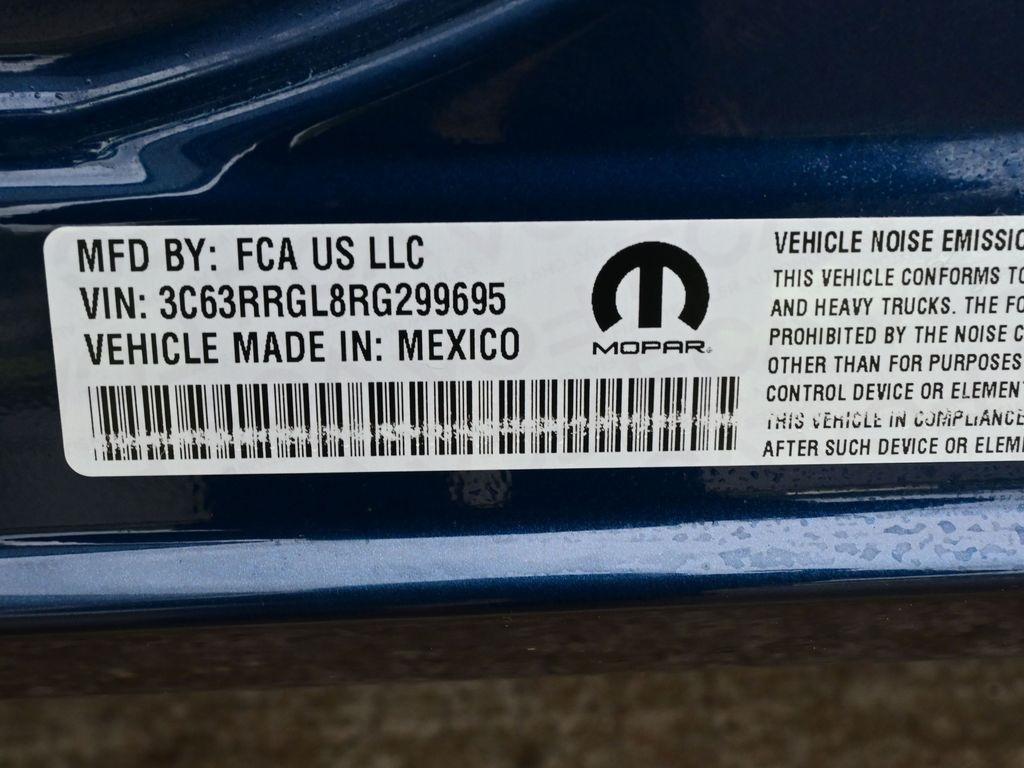 MFD BY: FCA US LLC
VIN: 3C63RRGL8RG299695
VEHICLE MADE IN: MEXICO
MOPAR
VEHICLE NOISE EMISSIO
THIS VEHICLE CONFORMS TO
AND HEAVY TRUCKS. THE FO
PROHIBITED BY THE NOISE C
OTHER THAN FOR PURPOSES
CONTROL DEVICE OR ELEMENT
THIS VEHICLE IN COMPLIANCE
AFTER SUCH DEVICE OR ELEM